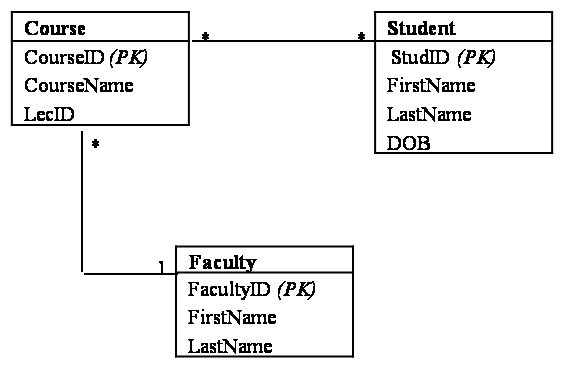 Course
CourseID (PK)
CourseName
LecID
*
*
*
Student
StudID (PK)
FirstName
LastName
DOB
1
Faculty
FacultyID (PK)
FirstName
LastName